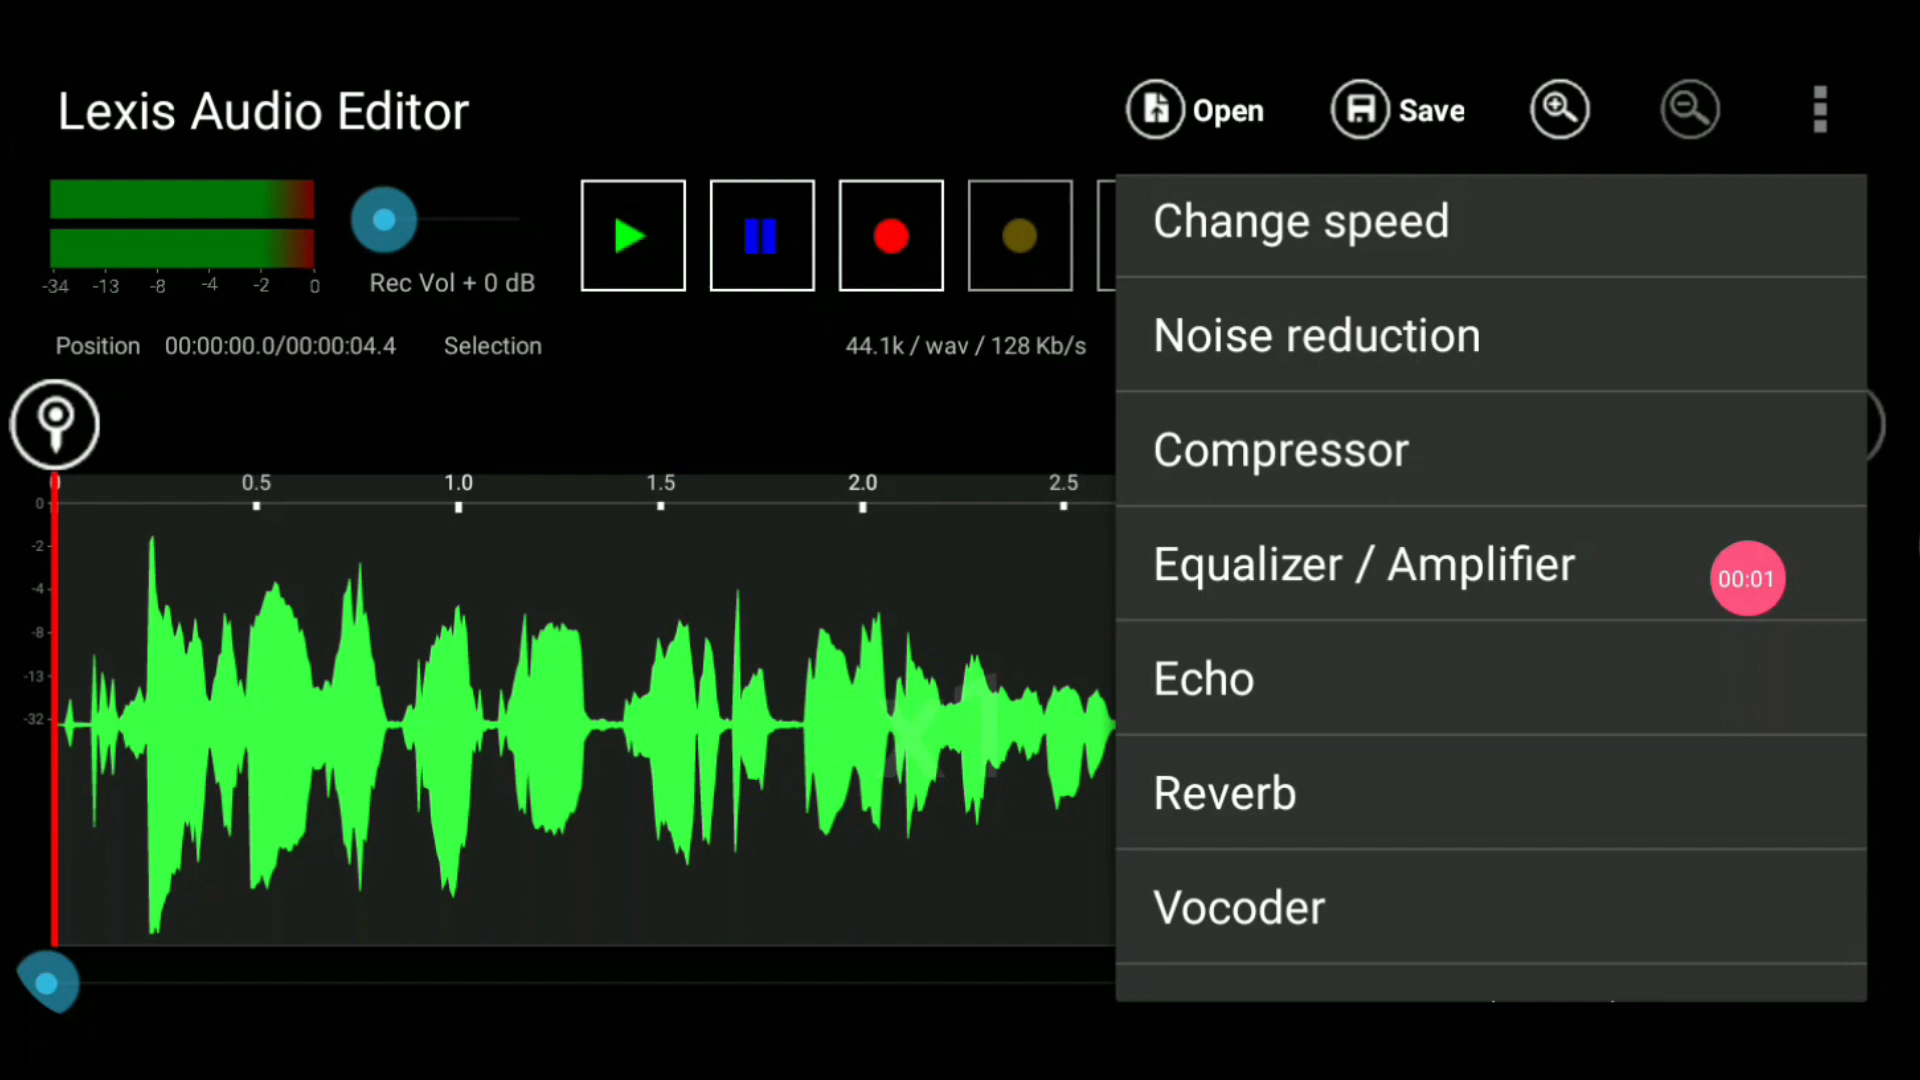 Lexis Audio Editor
Open
Save
-34 -13 -8 -4 -2 0
Rec Vol + 0 dB
Position 00:00:00.0/00:00:04.4 Selection 44.1k / wav / 128 Kb/s
0 0.5 1.0 1.5 2.0 2.5
0
-2
-4
-8
-13
-32
x1
Change speed
Noise reduction
Compressor
Equalizer / Amplifier
00:01
Echo
Reverb
Vocoder